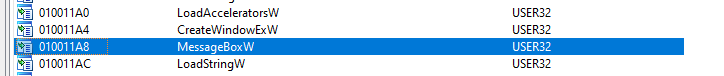 010011A0 LoadAcceleratorsW USER32
010011A4 CreateWindowExW USER32
010011A8 MessageBoxW USER32
010011AC LoadStringW USER32